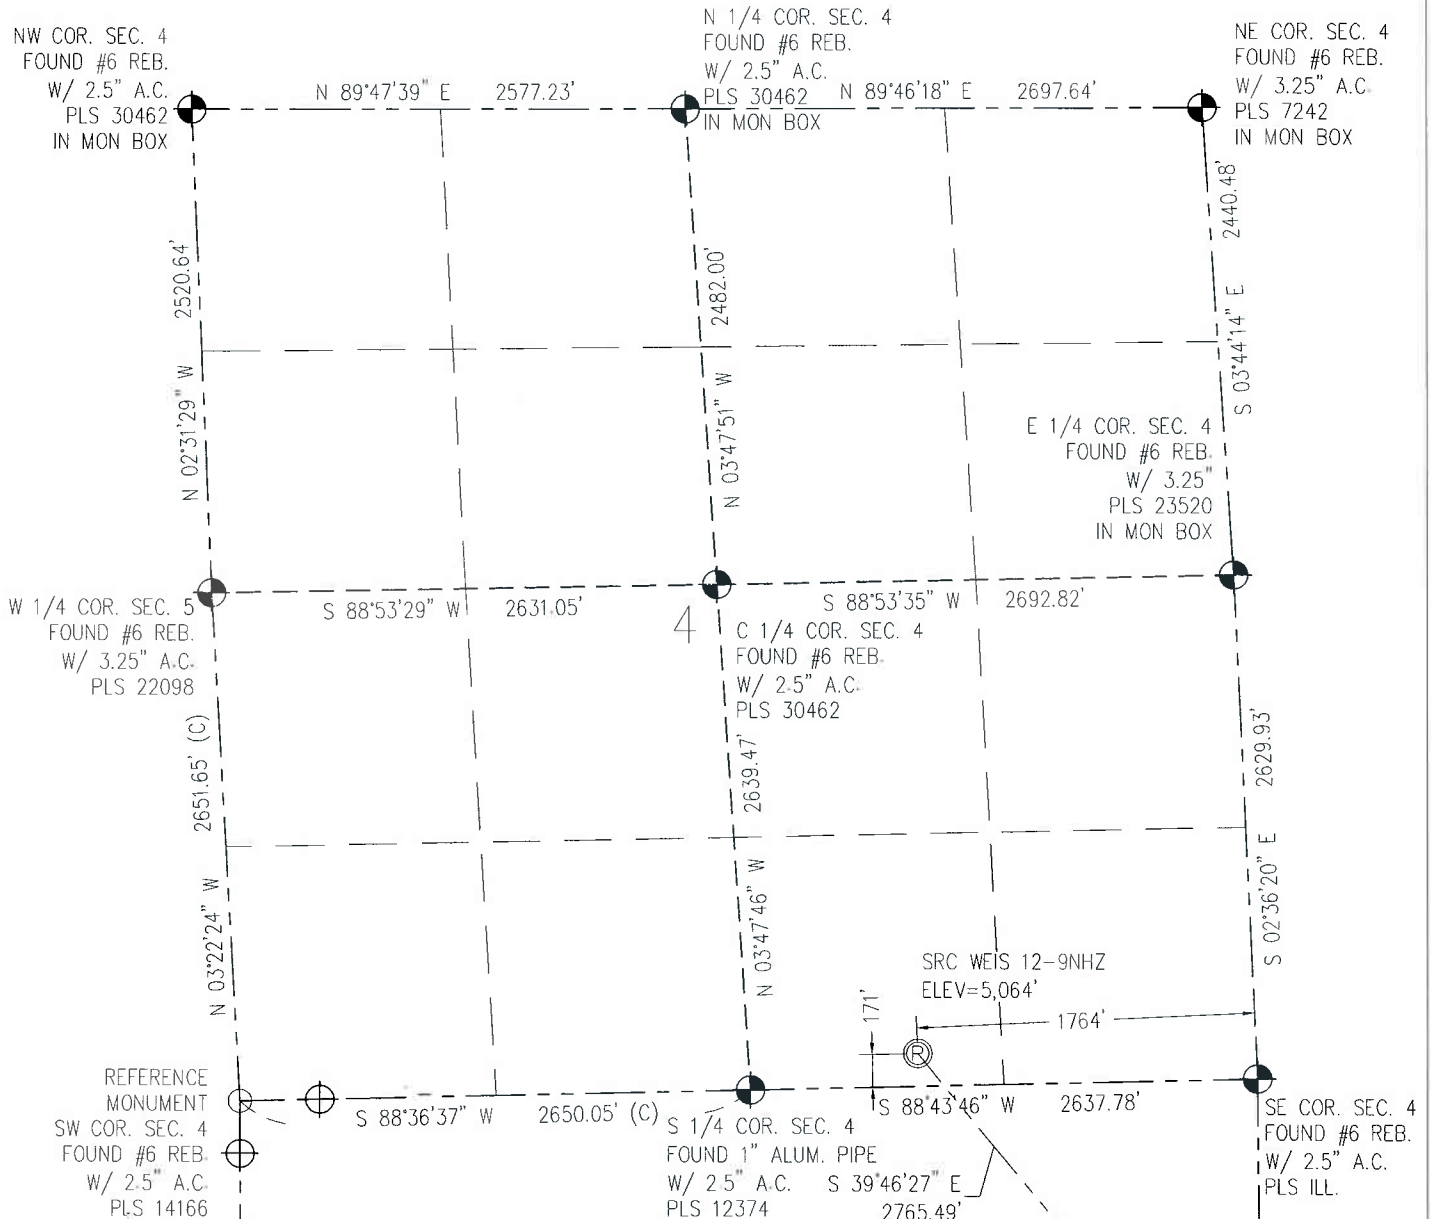 NW COR. SEC. 4
FOUND #6 REB.
W/ 2.5" A.C.
PLS 30462
IN MON BOX
N 89°47'39" E 2577.23'
N 1/4 COR. SEC. 4
FOUND #6 REB.
W/ 2.5" A.C.
PLS 30462
IN MON BOX
N 89°46'18" E 2697.64'
NE COR. SEC. 4
FOUND #6 REB.
W/ 3.25" A.C.
PLS 7242
IN MON BOX
N 02°31'29" W 2520.64'
N 03°47'51" W 2482.00'
2440.48'
S 03°44'14" E
E 1/4 COR. SEC. 4
FOUND #6 REB.
W/ 3.25"
PLS 23520
IN MON BOX
W 1/4 COR. SEC. 5
FOUND #6 REB.
W/ 3.25" A.C.
PLS 22098
S 88°53'29" W 2631.05'
4
S 88°53'35" W 2692.82'
C 1/4 COR. SEC. 4
FOUND #6 REB.
W/ 2.5" A.C.
PLS 30462
N 03°22'24" W 2651.65' (C)
N 03°47'46" W 2639.47'
S 02°36'20" E 2629.93'
SRC WEIS 12-9NHZ
ELEV=5,064'
171'
1764'
R
REFERENCE
MONUMENT
SW COR. SEC. 4
FOUND #6 REB.
W/ 2.5" A.C.
PLS 14166
S 88°36'37" W 2650.05' (C)
S 1/4 COR. SEC. 4
FOUND 1" ALUM. PIPE
W/ 2.5" A.C.
PLS 12374
S 88°43'46" W 2637.78'
S 39°46'27" E
2765.49'
SE COR. SEC. 4
FOUND #6 REB.
W/ 2.5" A.C.
PLS ILL.